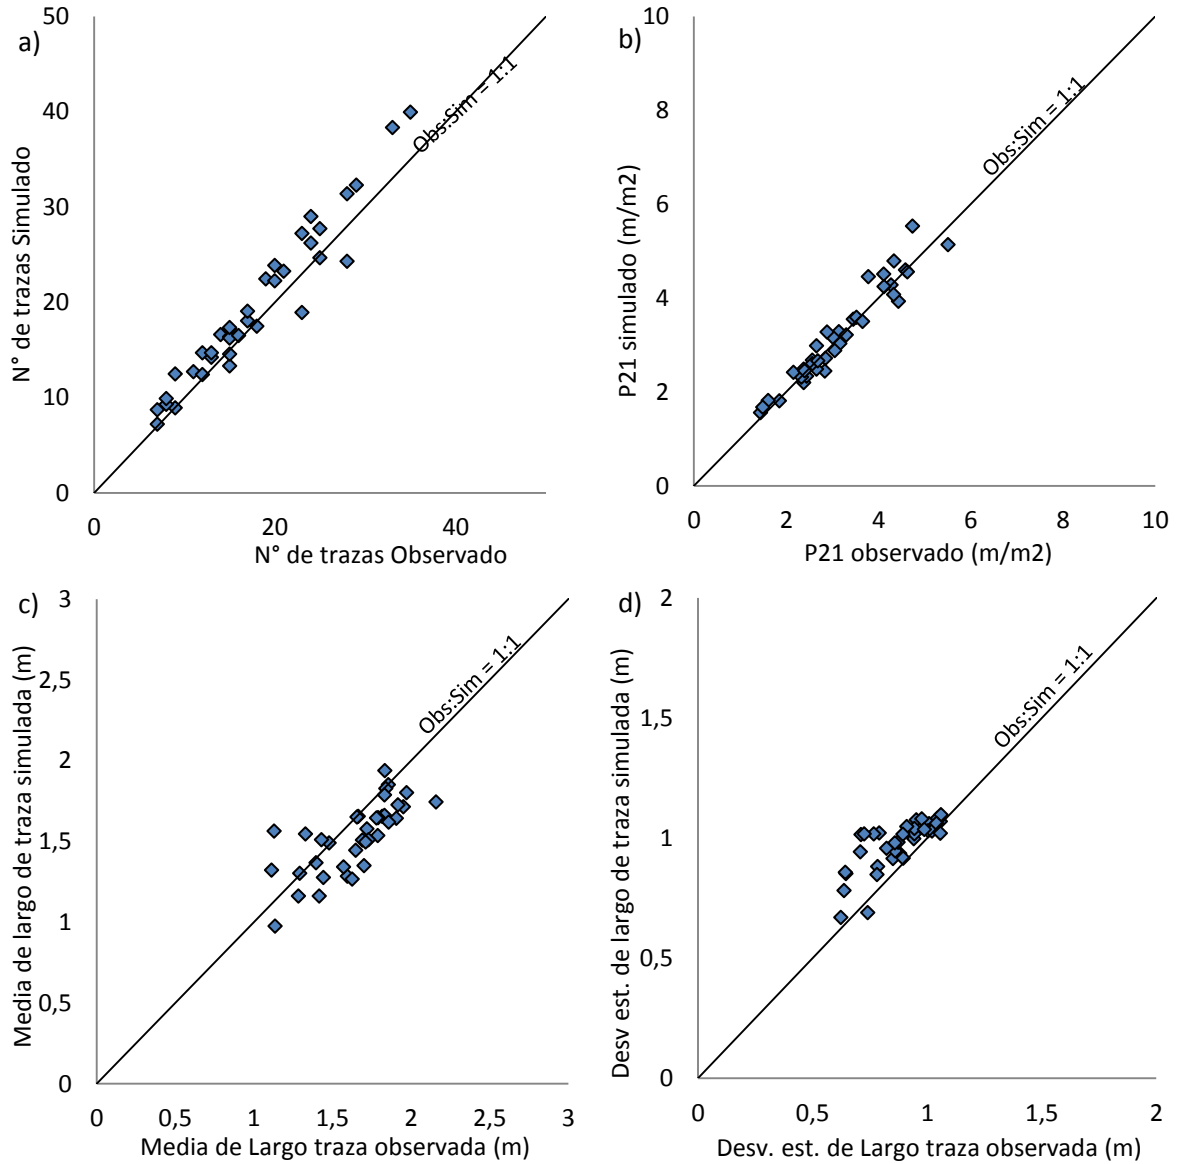 a)
50
40
30
20
10
0
0
20
40
N° de trazas Simulado
N° de trazas Observado
Obs:Sim = 1:1
b)
10
8
6
4
2
0
0
2
4
6
8
10
P21 simulado (m/m2)
P21 observado (m/m2)
Obs:Sim = 1:1
c)
3
2,5
2
1,5
1
0,5
0
0
0,5
1
1,5
2
2,5
3
Media de largo de traza simulada (m)
Media de Largo traza observada (m)
Obs:Sim = 1:1
d)
2
1,5
1
0,5
0
0
0,5
1
1,5
2
Desv est. de largo de traza simulada (m)
Desv. est. de Largo traza observada (m)
Obs:Sim = 1:1